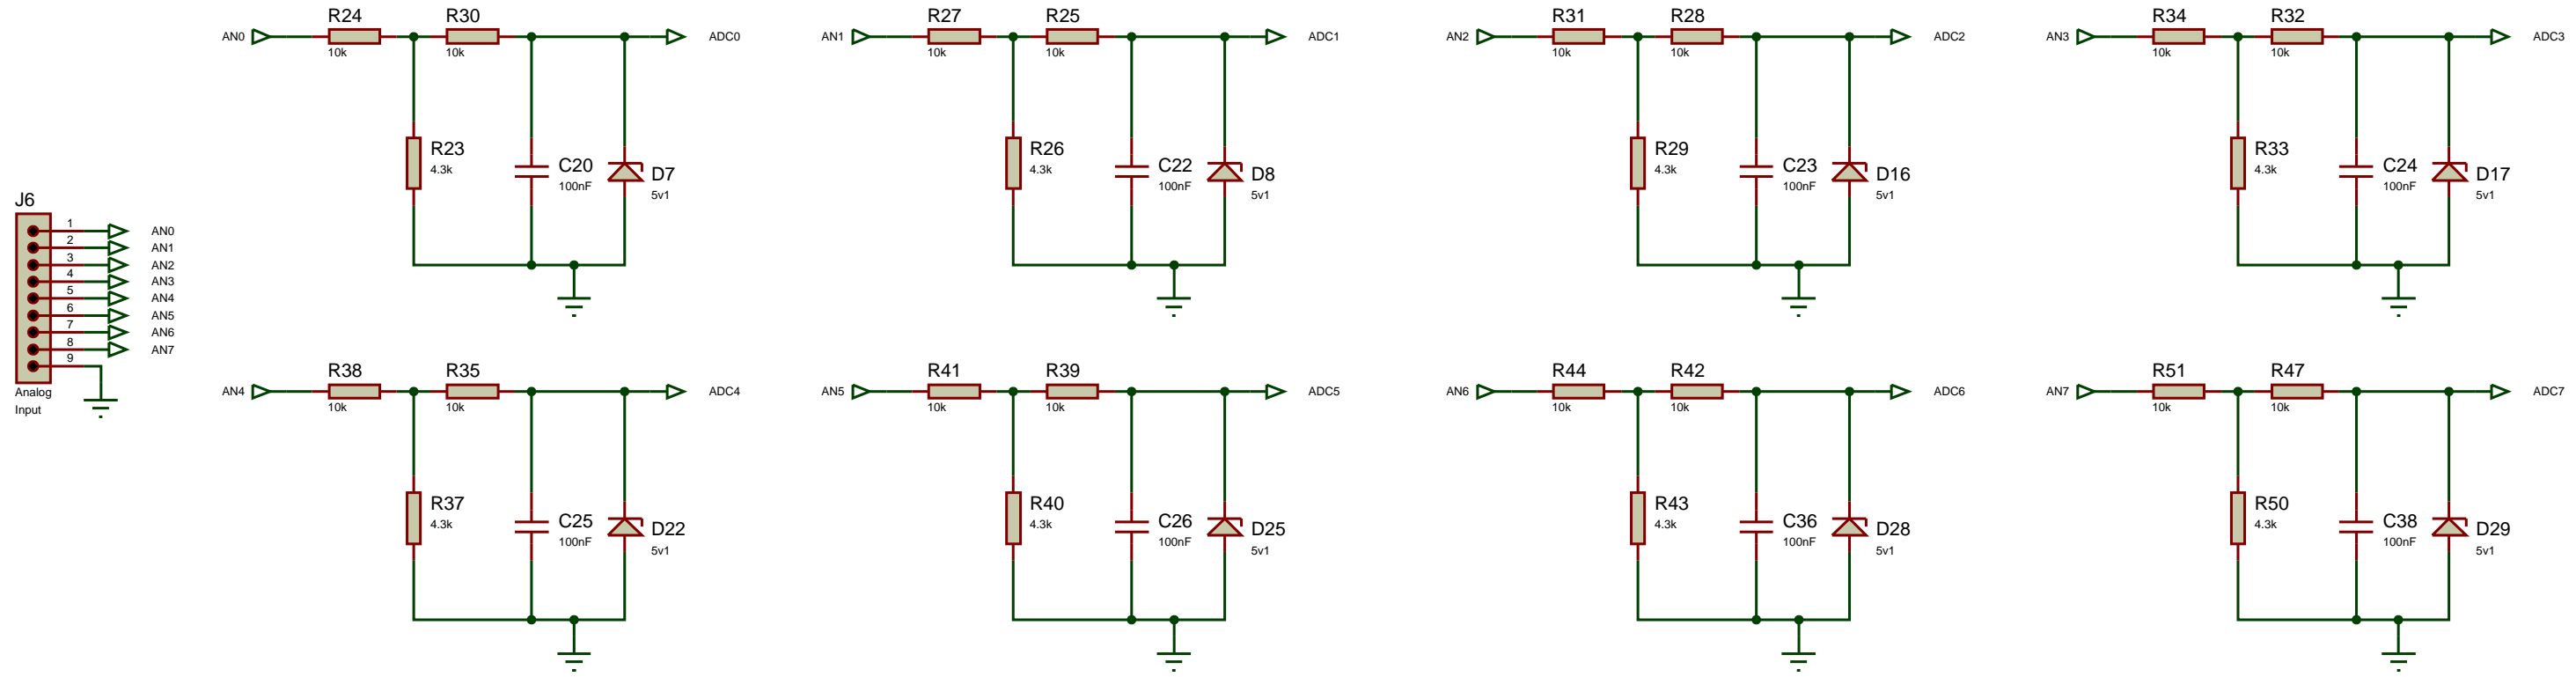 R24
R30
AN0
ADC0
10k
10k
R23
4.3k
C20
100nF
D7
5v1
R27
R25
AN1
ADC1
10k
10k
R26
4.3k
C22
100nF
D8
5v1
R31
R28
AN2
ADC2
10k
10k
R29
4.3k
C23
100nF
D16
5v1
R34
R32
AN3
ADC3
10k
10k
R33
4.3k
C24
100nF
D17
5v1
J6
1
AN0
2
AN1
3
AN2
4
AN3
5
AN4
6
AN5
7
AN6
8
AN7
9
Analog
Input
R38
R35
AN4
ADC4
10k
10k
R37
4.3k
C25
100nF
D22
5v1
R41
R39
AN5
ADC5
10k
10k
R40
4.3k
C26
100nF
D25
5v1
R44
R42
AN6
ADC6
10k
10k
R43
4.3k
C36
100nF
D28
5v1
R51
R47
AN7
ADC7
10k
10k
R50
4.3k
C38
100nF
D29
5v1